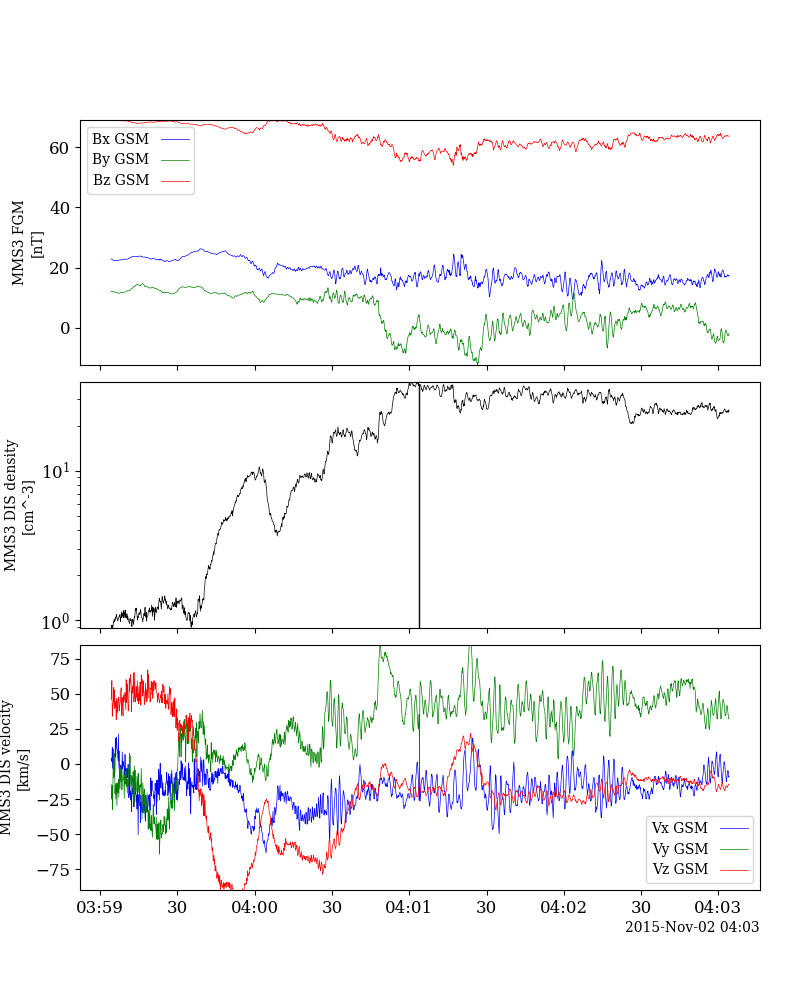 60
40
20
0
MMS3 FGM
[nT]
Bx GSM
By GSM
Bz GSM
10^1
10^0
MMS3 DIS density
[cm^-3]
75
50
25
0
−25
−50
−75
MMS3 DIS velocity
[km/s]
Vx GSM
Vy GSM
Vz GSM
03:59 30 04:00 30 04:01 30 04:02 30 04:03
2015-Nov-02 04:03